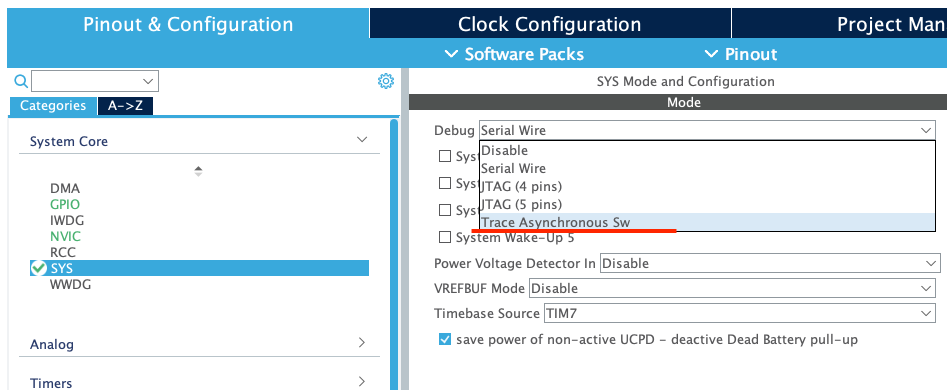 Pinout & Configuration
Clock Configuration
Project Man
Software Packs
Pinout
Categories
A->Z
System Core
DMA
GPIO
IWDG
NVIC
RCC
SYS
WWDG
Analog
Timers
SYS Mode and Configuration
Mode
Debug Serial Wire
Disable
Serial Wire
JTAG (4 pins)
JTAG (5 pins)
Trace Asynchronous Sw
Syst
Syst
Syst
System Wake-Up 5
Power Voltage Detector In Disable
VREFBUF Mode Disable
Timebase Source TIM7
save power of non-active UCPD - deactive Dead Battery pull-up